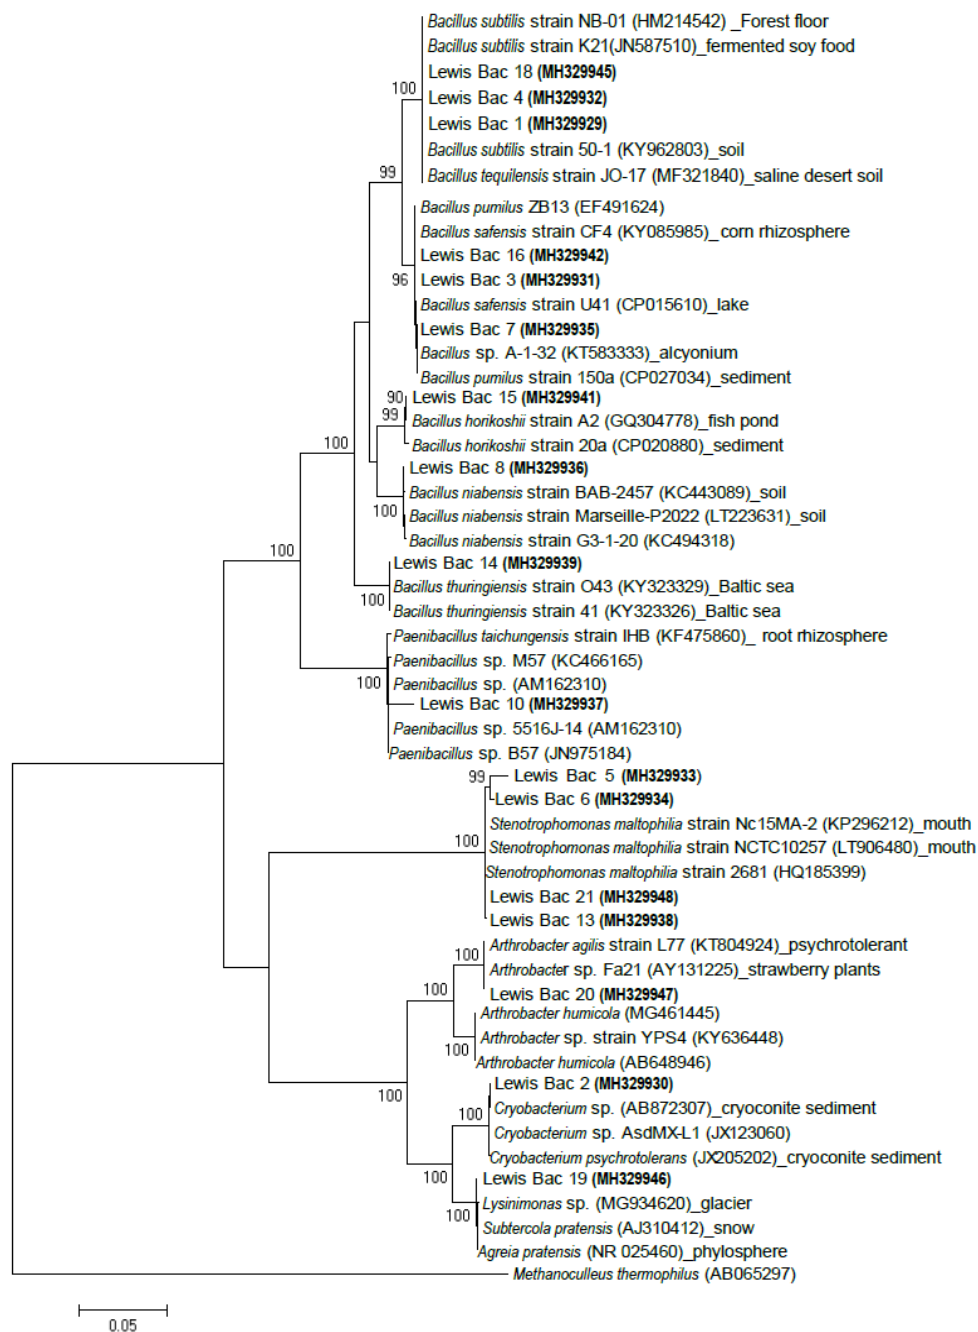 Bacillus subtilis strain NB-01 (HM214542) _Forest floor
Bacillus subtilis strain K21(JN587510)_fermented soy food
Lewis Bac 18 (MH329945)
100
Lewis Bac 4 (MH329932)
Lewis Bac 1 (MH329929)
Bacillus subtilis strain 50-1 (KY962803)_soil
99
Bacillus tequilensis strain JO-17 (MF321840)_saline desert soil
Bacillus pumilus ZB13 (EF491624)
Bacillus safensis strain CF4 (KY085985)_corn rhizosphere
Lewis Bac 16 (MH329942)
96
Lewis Bac 3 (MH329931)
Bacillus safensis strain U41 (CP015610)_lake
Lewis Bac 7 (MH329935)
Bacillus sp. A-1-32 (KT583333)_alcyonium
Bacillus pumilus strain 150a (CP027034)_sediment
90
Lewis Bac 15 (MH329941)
99
Bacillus horikoshii strain A2 (GQ304778)_fish pond
100
Bacillus horikoshii strain 20a (CP020880)_sediment
Lewis Bac 8 (MH329936)
Bacillus niabensis strain BAB-2457 (KC443089)_soil
100
Bacillus niabensis strain Marseille-P2022 (LT223631)_soil
Bacillus niabensis strain G3-1-20 (KC494318)
100
Lewis Bac 14 (MH329939)
Bacillus thuringiensis strain O43 (KY323329)_Baltic sea
100
Bacillus thuringiensis strain 41 (KY323326)_Baltic sea
Paenibacillus taichungensis strain IHB (KF475860)_ root rhizosphere
Paenibacillus sp. M57 (KC466165)
100
Paenibacillus sp. (AM162310)
Lewis Bac 10 (MH329937)
Paenibacillus sp. 5516J-14 (AM162310)
Paenibacillus sp. B57 (JN975184)
99
Lewis Bac 5 (MH329933)
Lewis Bac 6 (MH329934)
Stenotrophomonas maltophilia strain Nc15MA-2 (KP296212)_mouth
100
Stenotrophomonas maltophilia strain NCTC10257 (LT906480)_mouth
Stenotrophomonas maltophilia strain 2681 (HQ185399)
Lewis Bac 21 (MH329948)
Lewis Bac 13 (MH329938)
Arthrobacter agilis strain L77 (KT804924)_psychrotolerant
100
Arthrobacter sp. Fa21 (AY131225)_strawberry plants
100
Lewis Bac 20 (MH329947)
Arthrobacter humicola (MG461445)
Arthrobacter sp. strain YPS4 (KY636448)
100
Arthrobacter humicola (AB648946)
100
Lewis Bac 2 (MH329930)
100
Cryobacterium sp. (AB872307)_cryoconite sediment
Cryobacterium sp. AsdMX-L1 (JX123060)
Cryobacterium psychrotolerans (JX205202)_cryoconite sediment
100
Lewis Bac 19 (MH329946)
Lysinimonas sp. (MG934620)_glacier
100
Subtercola pratensis (AJ310412)_snow
Agreia pratensis (NR 025460)_phylosphere
Methanoculleus thermophilus (AB065297)
0.05